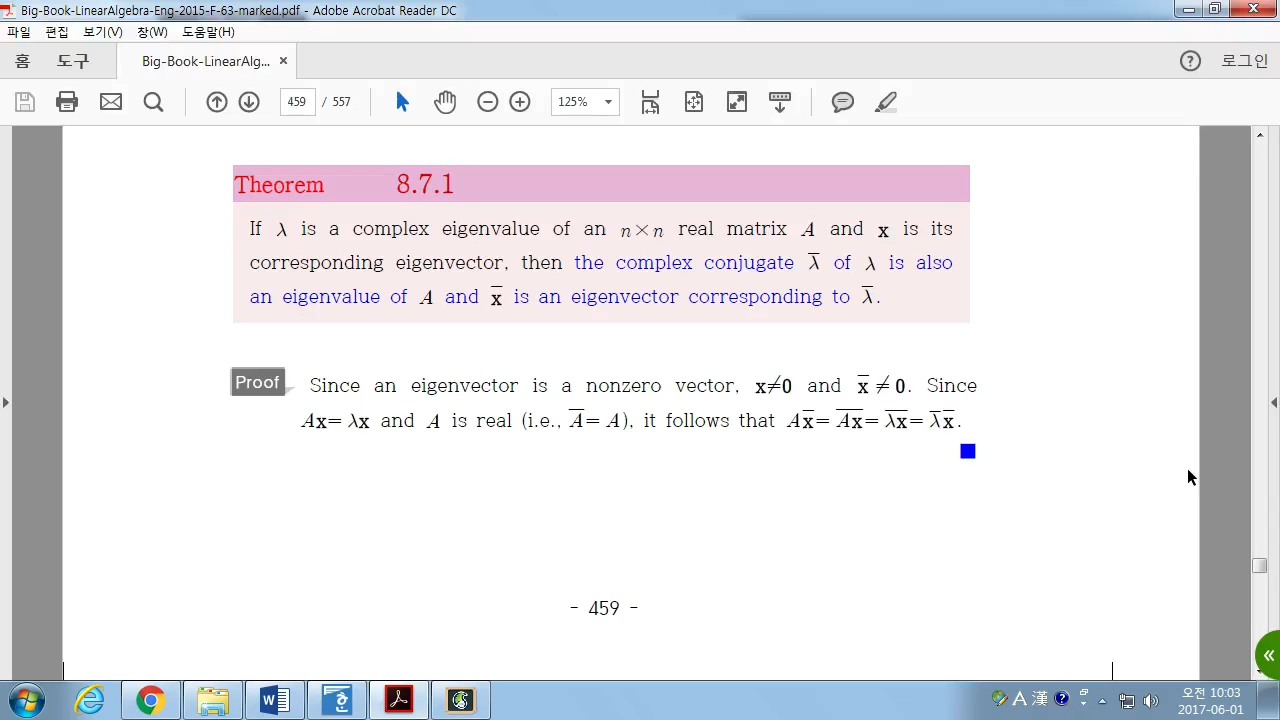 Big-Book-LinearAlgebra-Eng-2015-F-63-marked.pdf - Adobe Acrobat Reader DC
파일 편집 보기(V) 창(W) 도움말(H)
홈 도구 Big-Book-LinearAlg... × ? 로그인
459 / 557 125%
Theorem 8.7.1
If λ is a complex eigenvalue of an n×n real matrix A and x is its
corresponding eigenvector, then the complex conjugate λ̅ of λ is also
an eigenvalue of A and x̅ is an eigenvector corresponding to λ̅.
Proof Since an eigenvector is a nonzero vector, x≠0 and x̅ ≠ 0. Since
Ax= λx and A is real (i.e., A̅= A), it follows that Ax̅= A̅x̅= λ̅x̅= λ̅ x̅.
- 459 -
A 漢 ?
오전 10:03
2017-06-01